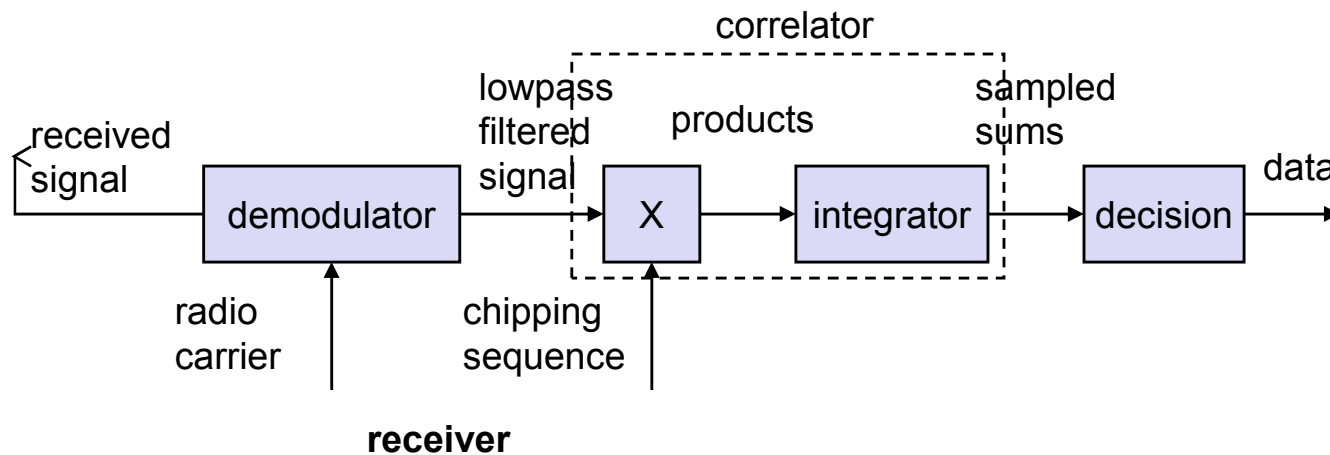 correlator
lowpass
filtered
signal
products
sampled
sums
received
signal
demodulator
X
integrator
decision
data
radio
carrier
chipping
sequence
receiver